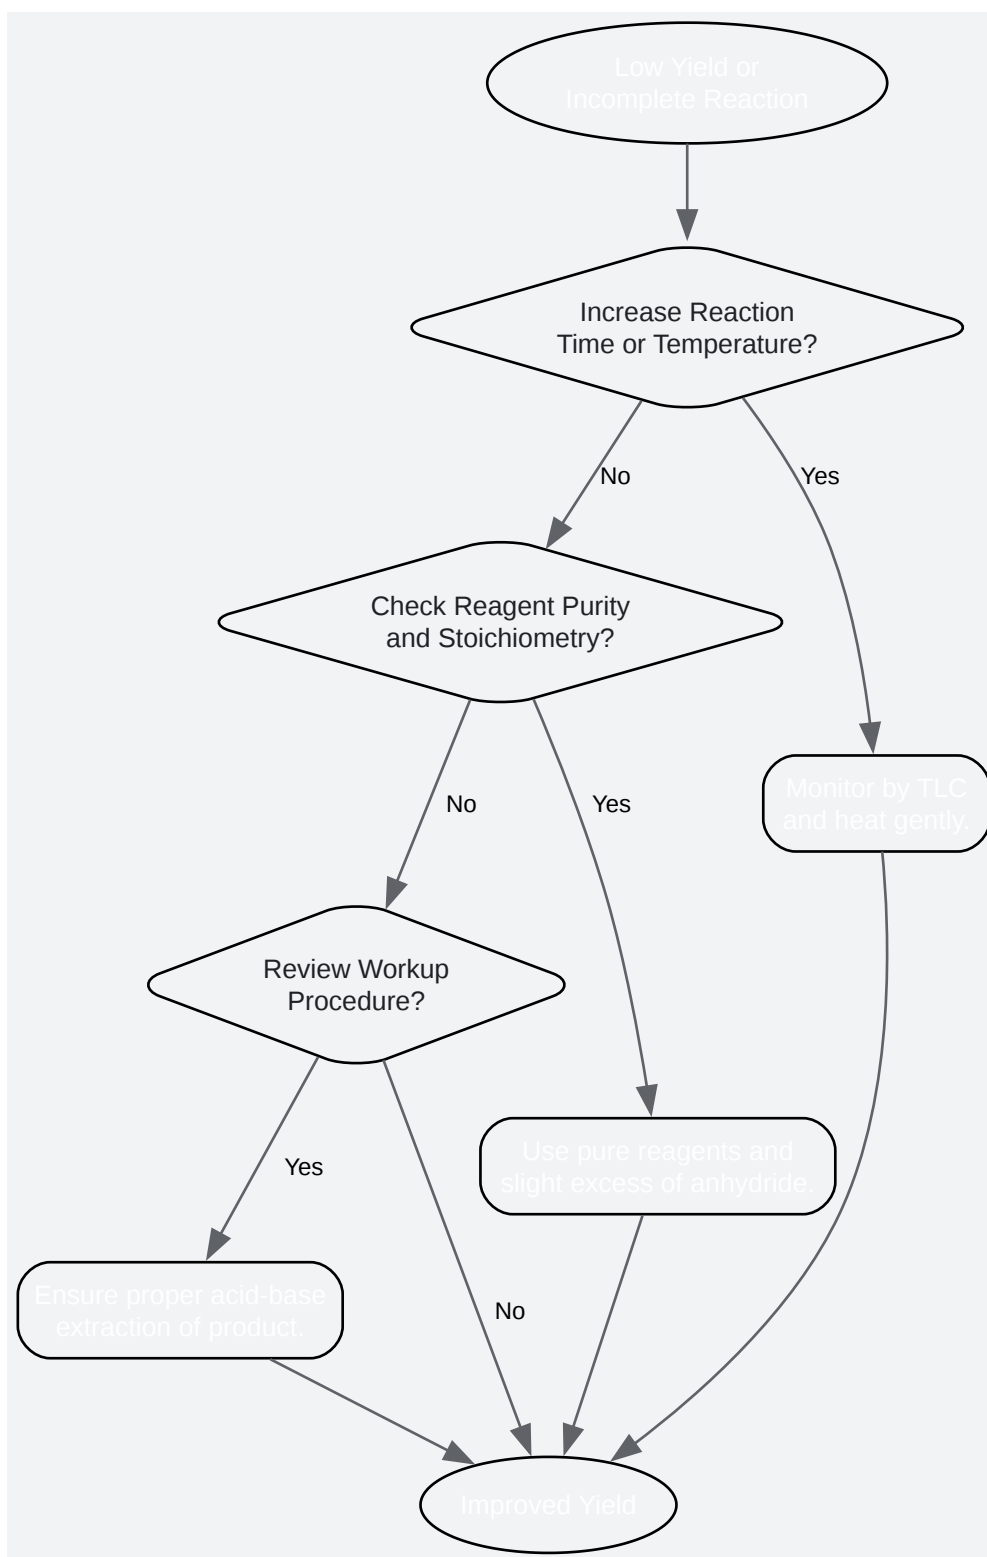 Low Yield or
Incomplete Reaction
Increase Reaction
Time or Temperature?
No
Yes
Check Reagent Purity
and Stoichiometry?
Monitor by TLC
and heat gently.
No
Yes
Review Workup
Procedure?
Use pure reagents and
slight excess of anhydride.
Yes
Ensure proper acid-base
extraction of product.
No
Improved Yield